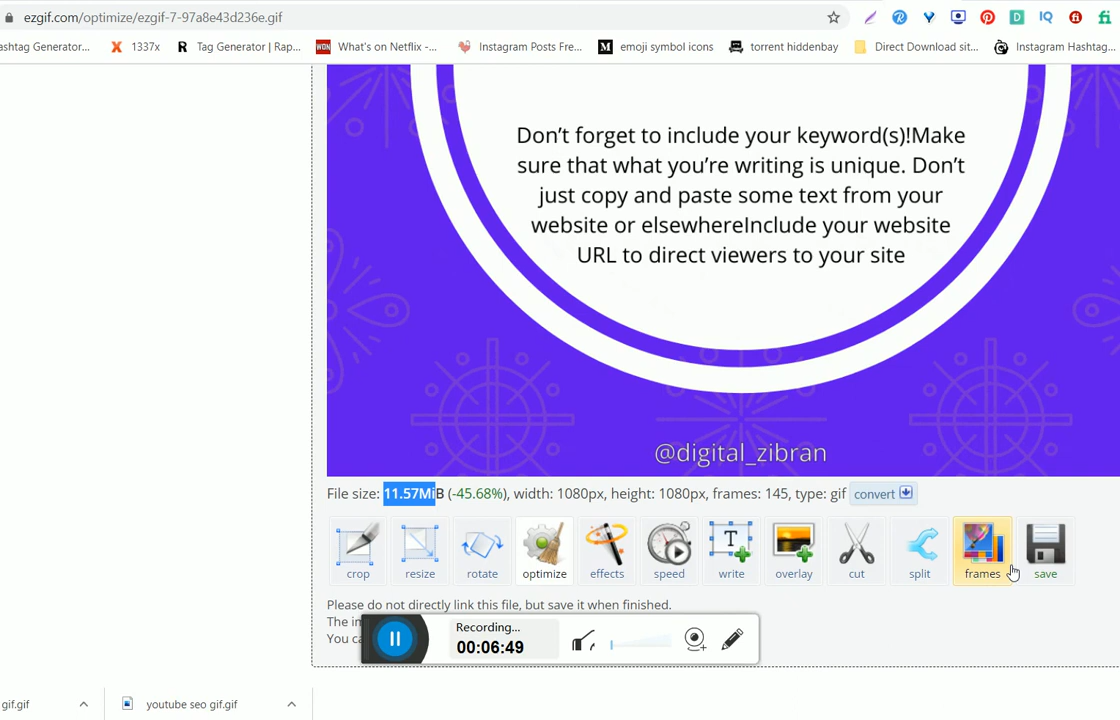 ezgif.com/optimize/ezgif-7-97a8e43d236e.gif
ashtag Generator... 1337x Tag Generator | Rap... What's on Netflix -... Instagram Posts Fre... emoji symbol icons torrent hiddenbay Direct Download sit... Instagram Hashtag...
Don't forget to include your keyword(s)!Make
sure that what you're writing is unique. Don't
just copy and paste some text from your
website or elsewhereInclude your website
URL to direct viewers to your site
@digital_zibran
File size: 11.57MiB (-45.68%), width: 1080px, height: 1080px, frames: 145, type: gif convert
crop resize rotate optimize effects speed write overlay cut split frames save
Please do not directly link this file, but save it when finished.
The im
You ca
Recording...
00:06:49
gif.gif youtube seo gif.gif